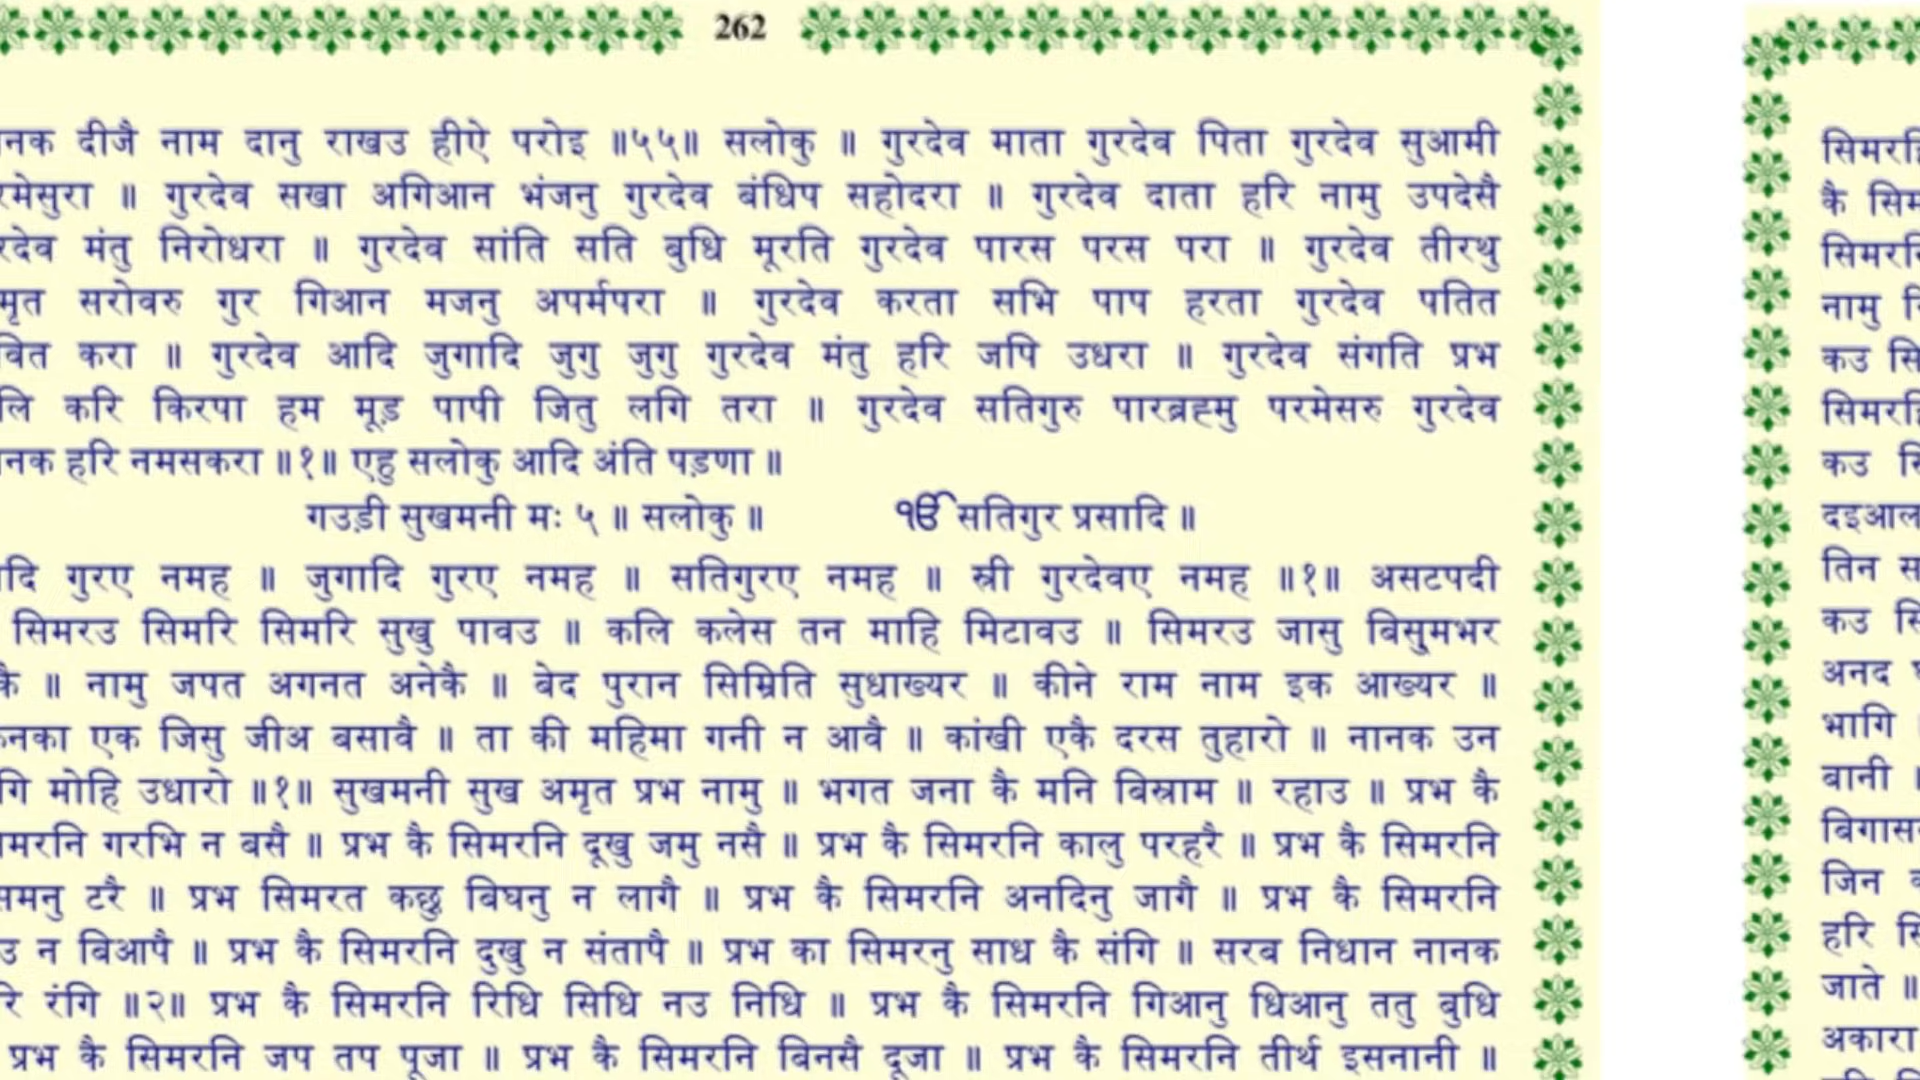 262
नक दीजै नाम दानु राखउ हीऐ परोइ ॥५५॥ सलोकु ॥ गुरदेव माता गुरदेव पिता गुरदेव सुआमी
रमेसुरा ॥ गुरदेव सखा अगिआन भंजनु गुरदेव बंधिप सहोदरा ॥ गुरदेव दाता हरि नामु उपदेसै
रदेव मंतु निरोधरा ॥ गुरदेव सांति सति बुधि मूरति गुरदेव पारस परस परा ॥ गुरदेव तीरथु
मृत सरोवरु गुर गिआन मजनु अपर्मपरा ॥ गुरदेव करता सभि पाप हरता गुरदेव पतित
वित करा ॥ गुरदेव आदि जुगादि जुगु जुगु गुरदेव मंतु हरि जपि उधरा ॥ गुरदेव संगति प्रभ
लि करि किरपा हम मूड़ पापी जितु लगि तरा ॥ गुरदेव सतिगुरु पारब्रह्मु परमेसरु गुरदेव
नक हरि नमसकरा ॥१॥ एहु सलोकु आदि अंति पड़णा ॥
गउड़ी सुखमनी मः ५ ॥ सलोकु ॥ ੴ सतिगुर प्रसादि ॥
दि गुरए नमह ॥ जुगादि गुरए नमह ॥ सतिगुरए नमह ॥ स्री गुरदेवए नमह ॥१॥ असटपदी
सिमरउ सिमरि सिमरि सुखु पावउ ॥ कलि कलेस तन माहि मिटावउ ॥ सिमरउ जासु बिसु्मभर
कै ॥ नामु जपत अगनत अनेकै ॥ बेद पुरान सिम्रिति सुधाख्यर ॥ कीने राम नाम इक आख्यर ॥
नका एक जिसु जीअ बसावै ॥ ता की महिमा गनी न आवै ॥ कांखी एकै दरस तुहारो ॥ नानक उन
गि मोहि उधारो ॥१॥ सुखमनी सुख अमृत प्रभ नामु ॥ भगत जना कै मनि बिस्राम ॥ रहाउ ॥ प्रभ कै
मरनि गरभि न बसै ॥ प्रभ कै सिमरनि दूखु जमु नसै ॥ प्रभ कै सिमरनि कालु परहरै ॥ प्रभ कै सिमरनि
समनु टरै ॥ प्रभ सिमरत कछु बिघनु न लागै ॥ प्रभ कै सिमरनि अनदिनु जागै ॥ प्रभ कै सिमरनि
उ न बिआपै ॥ प्रभ कै सिमरनि दुखु न संतापै ॥ प्रभ का सिमरनु साध कै संगि ॥ सरब निधान नानक
रि रंगि ॥२॥ प्रभ कै सिमरनि रिधि सिधि नउ निधि ॥ प्रभ कै सिमरनि गिआनु धिआनु ततु बुधि
प्रभ कै सिमरनि जप तप पूजा ॥ प्रभ कै सिमरनि बिनसै दूजा ॥ प्रभ कै सिमरनि तीर्थ इसनानी ॥
सिमरहि
कै सिम
सिमरनि
नामु
कउ सि
सिमरहि
कउ
दइआल
तिन स
कउ सि
अनद
भागि
बानी ॥
बिगास
जिन
हरि सि
जाते ॥
अकारा